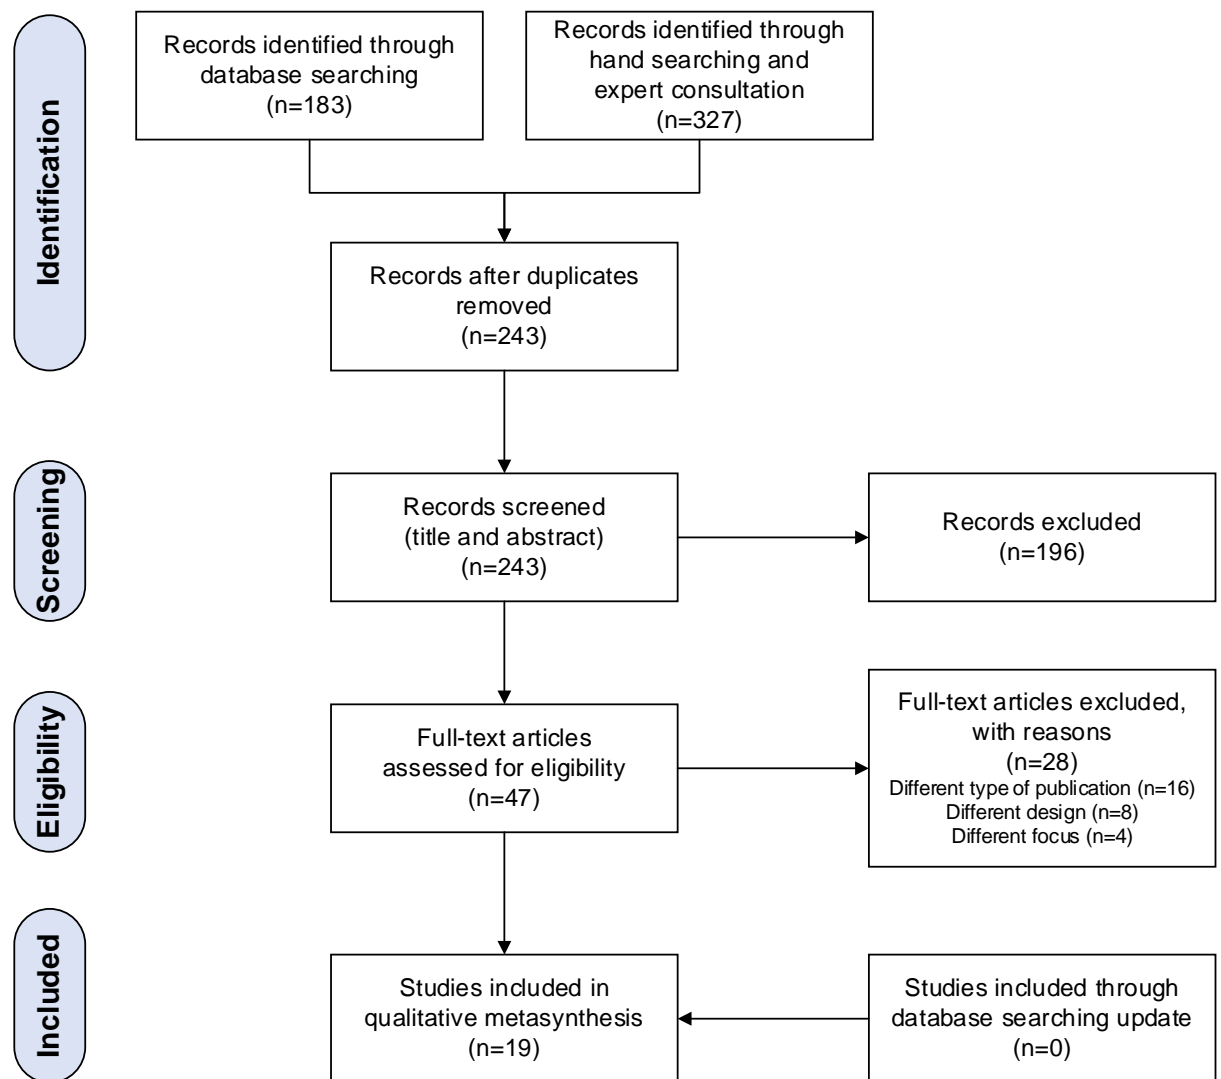 Identification
Records identified through
database searching
(n=183)
Records identified through
hand searching and
expert consultation
(n=327)
Records after duplicates
removed
(n=243)
Screening
Records screened
(title and abstract)
(n=243)
Records excluded
(n=196)
Eligibility
Full-text articles
assessed for eligibility
(n=47)
Full-text articles excluded,
with reasons
(n=28)
Different type of publication (n=16)
Different design (n=8)
Different focus (n=4)
Included
Studies included in
qualitative metasynthesis
(n=19)
Studies included through
database searching update
(n=0)